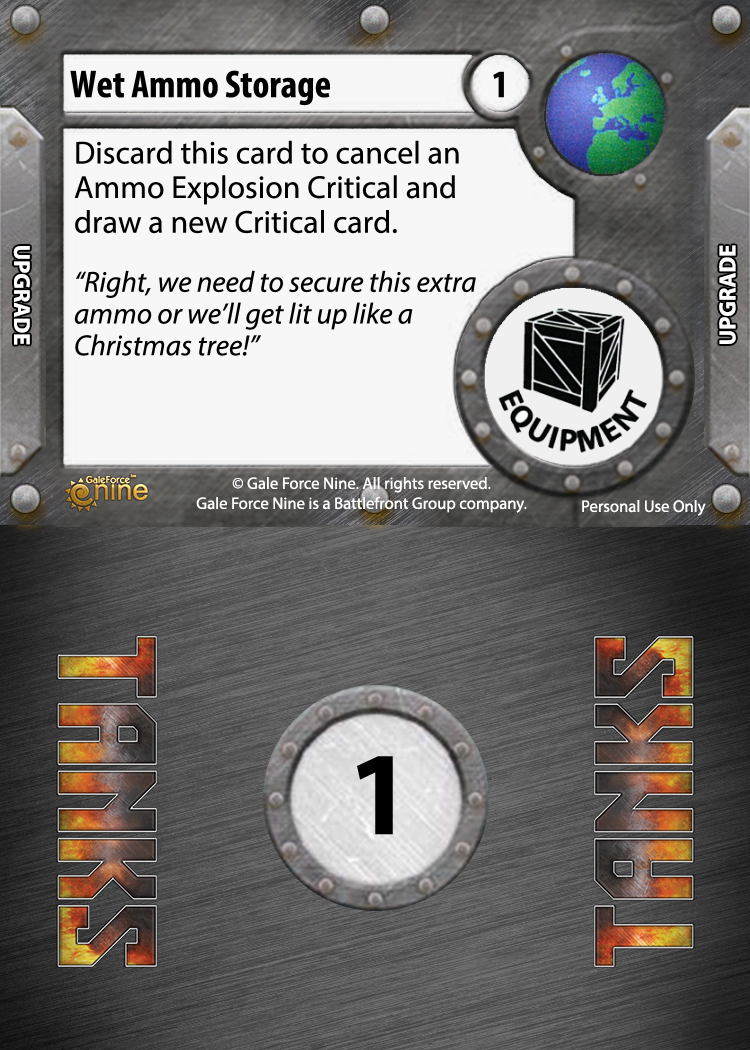 Wet Ammo Storage
1
Discard this card to cancel an
Ammo Explosion Critical and
draw a new Critical card.
“Right, we need to secure this extra
ammo or we’ll get lit up like a
Christmas tree!”
UPGRADE
UPGRADE
EQUIPMENT
GaleForce™
nine
© Gale Force Nine. All rights reserved.
Gale Force Nine is a Battlefront Group company.
Personal Use Only
TANKS
1
TANKS